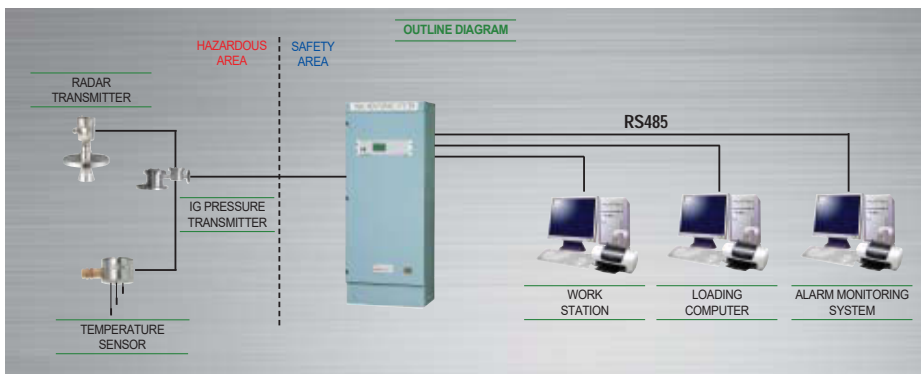 OUTLINE DIAGRAM
HAZARDOUS
AREA
SAFETY
AREA
RADAR
TRANSMITTER
RS485
IG PRESSURE
TRANSMITTER
TEMPERATURE
SENSOR
WORK
STATION
LOADING
COMPUTER
ALARM MONITORING
SYSTEM